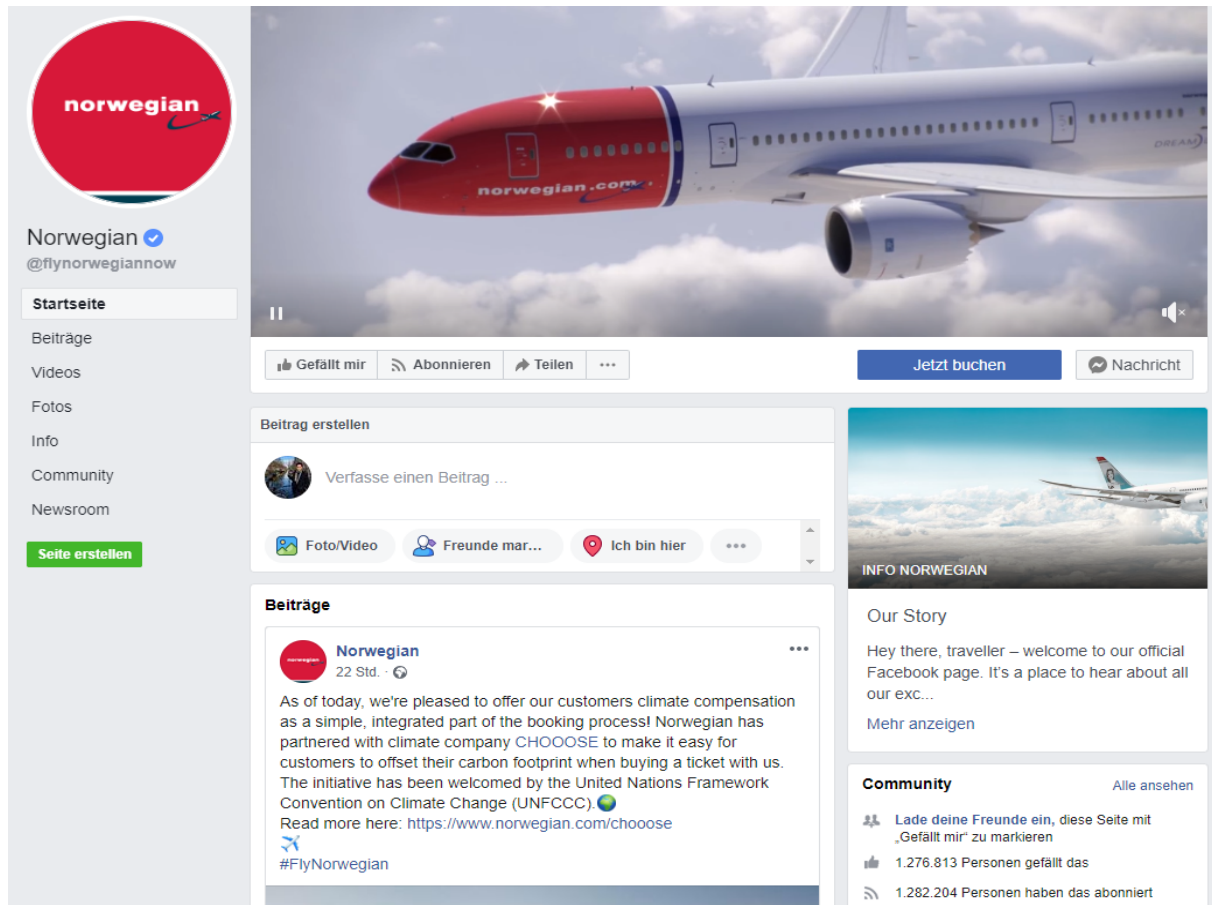 norwegian
Norwegian
@flynorwegiannow
Startseite
Beiträge
Videos
Fotos
Info
Community
Newsroom
Seite erstellen
norwegian.com
Gefällt mir
Abonnieren
Teilen
Jetzt buchen
Nachricht
Beitrag erstellen
Verfasse einen Beitrag ...
Foto/Video
Freunde mar...
Ich bin hier
Beiträge
norwegian
Norwegian
22 Std. ·
As of today, we're pleased to offer our customers climate compensation
as a simple, integrated part of the booking process! Norwegian has
partnered with climate company CHOOOSE to make it easy for
customers to offset their carbon footprint when buying a ticket with us.
The initiative has been welcomed by the United Nations Framework
Convention on Climate Change (UNFCCC).🌍
Read more here: https://www.norwegian.com/chooose
✈️
#FlyNorwegian
INFO NORWEGIAN
Our Story
Hey there, traveller – welcome to our official
Facebook page. It's a place to hear about all
our exc...
Mehr anzeigen
Community
Alle ansehen
Lade deine Freunde ein, diese Seite mit
„Gefällt mir“ zu markieren
1.276.813 Personen gefällt das
1.282.204 Personen haben das abonniert